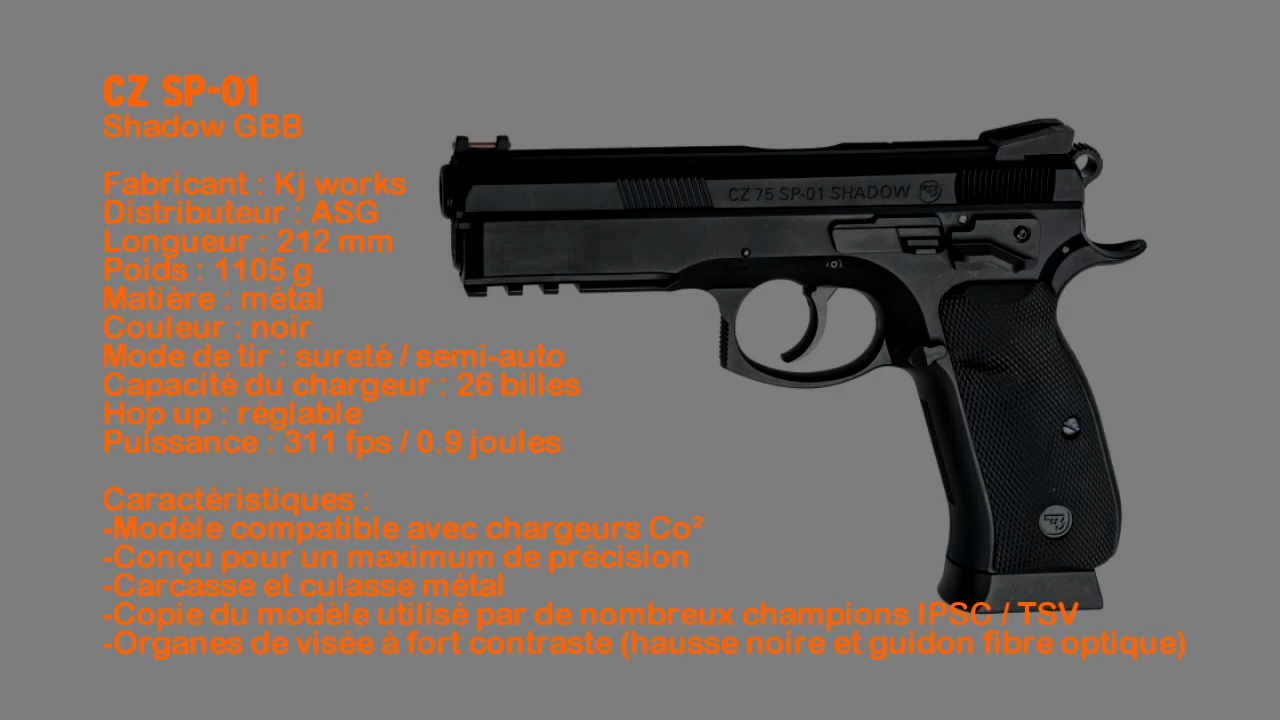 CZ SP-01
Shadow GBB
Fabricant : Kj works
Distributeur : ASG
Longueur : 212 mm
Poids : 1105 g
Matière : métal
Couleur : noir
Mode de tir : sureté / semi-auto
Capacité du chargeur : 26 billes
Hop up : réglable
Puissance : 311 fps / 0.9 joules
Caractéristiques :
-Modèle compatible avec chargeurs Co²
-Conçu pour un maximum de précision
-Carcasse et culasse métal
-Copie du modèle utilisé par de nombreux champions IPSC / TSV
-Organes de visée à fort contraste (hausse noire et guidon fibre optique)
CZ 75 SP-01 SHADOW